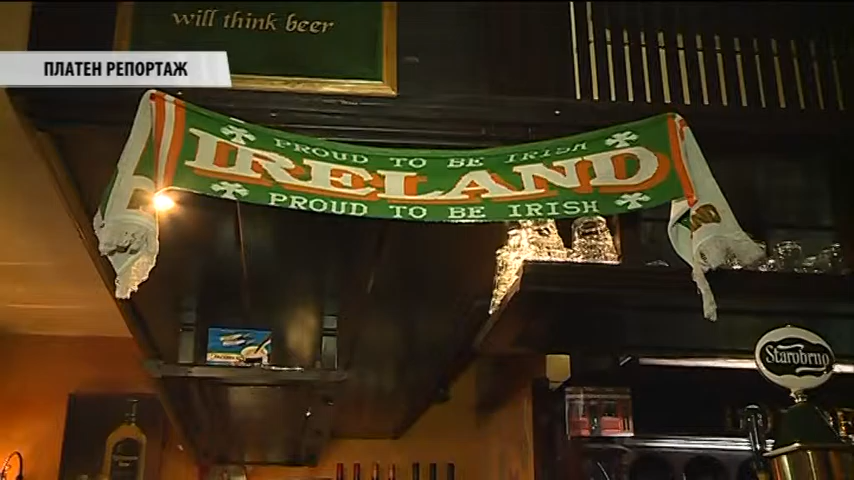 will think beer
ПЛАТЕН РЕПОРТАЖ
PROUD TO BE IRISH
IRELAND
PROUD TO BE IRISH
Starobrno